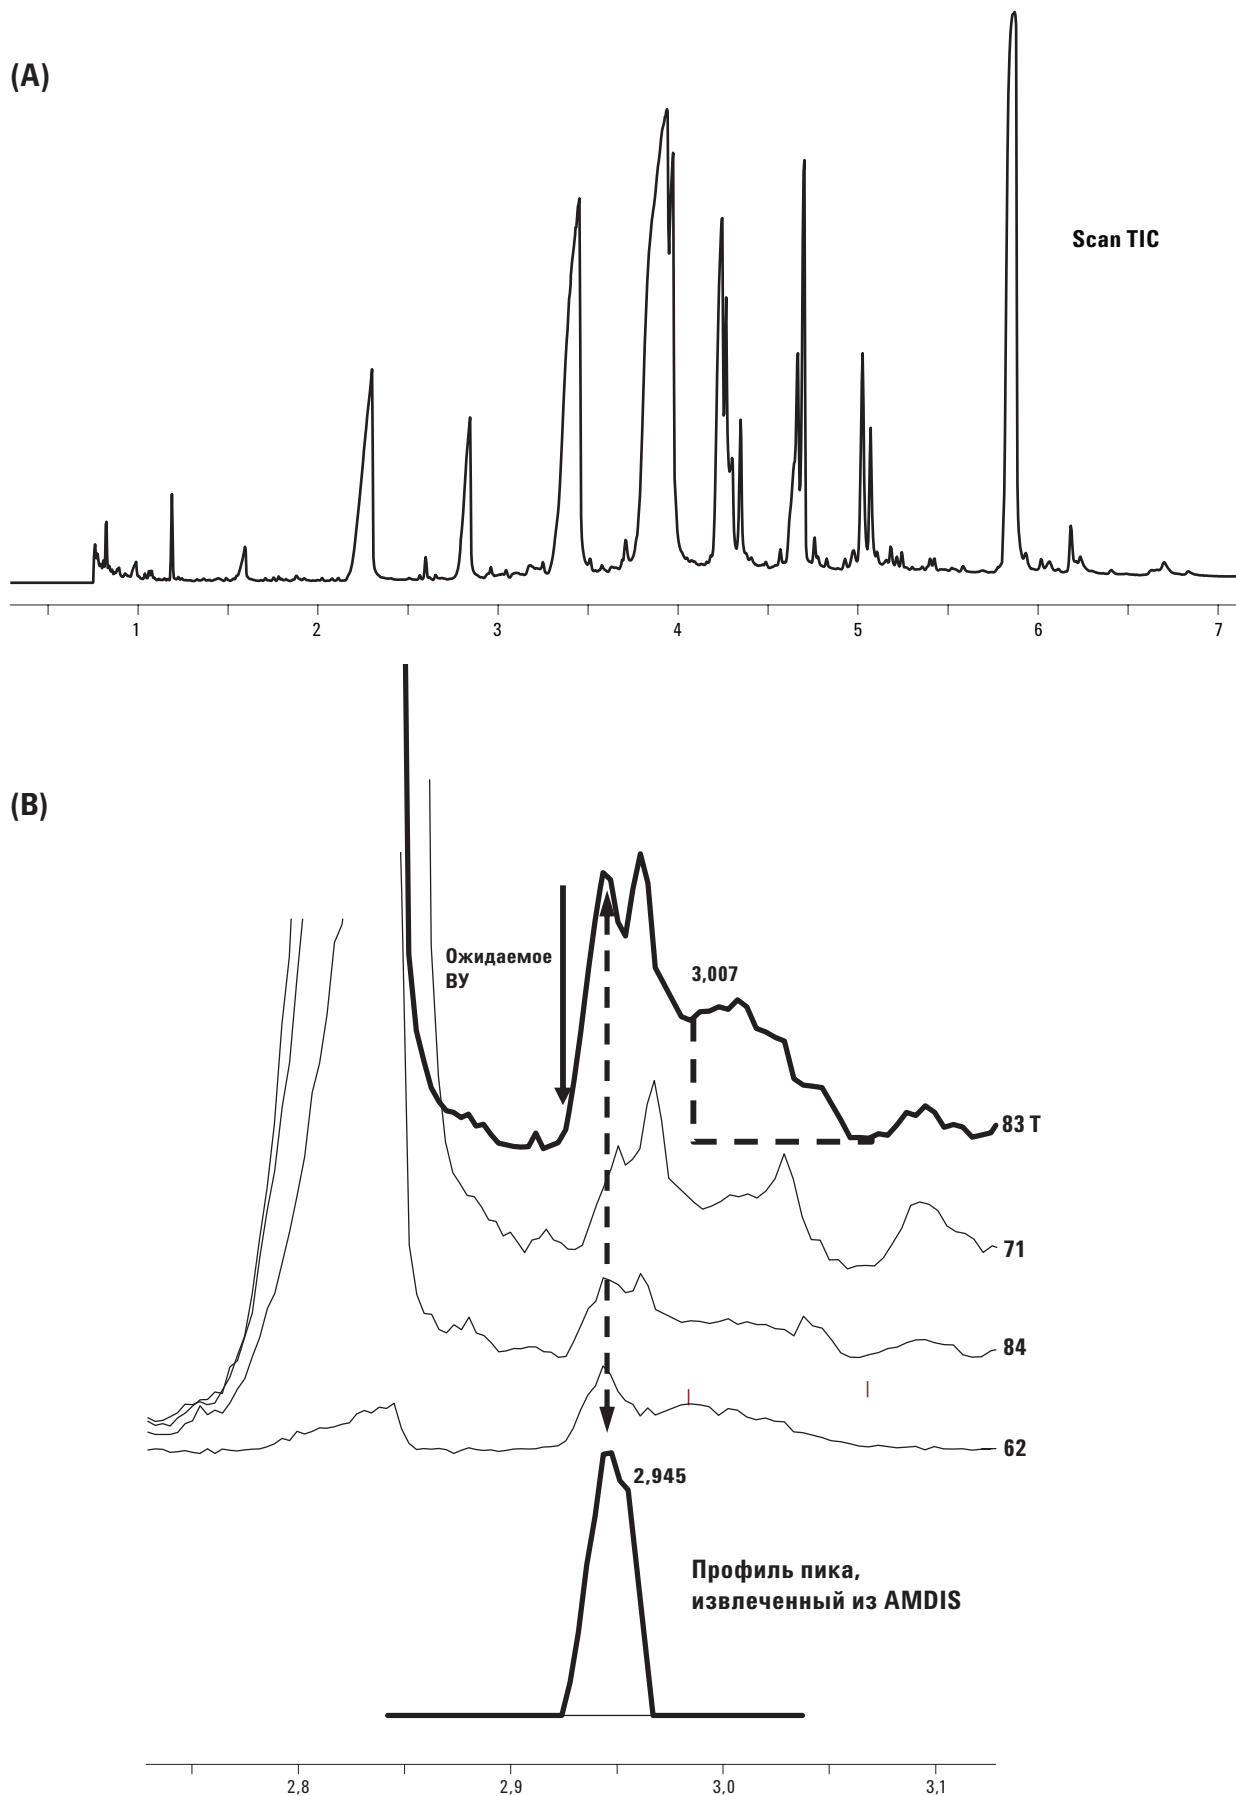 (A)
Scan TIC
1 2 3 4 5 6 7
(B)
Ожидаемое
ВУ
3,007
83 T
71
84
62
2,945
Профиль пика,
извлеченный из AMDIS
2,8 2,9 3,0 3,1